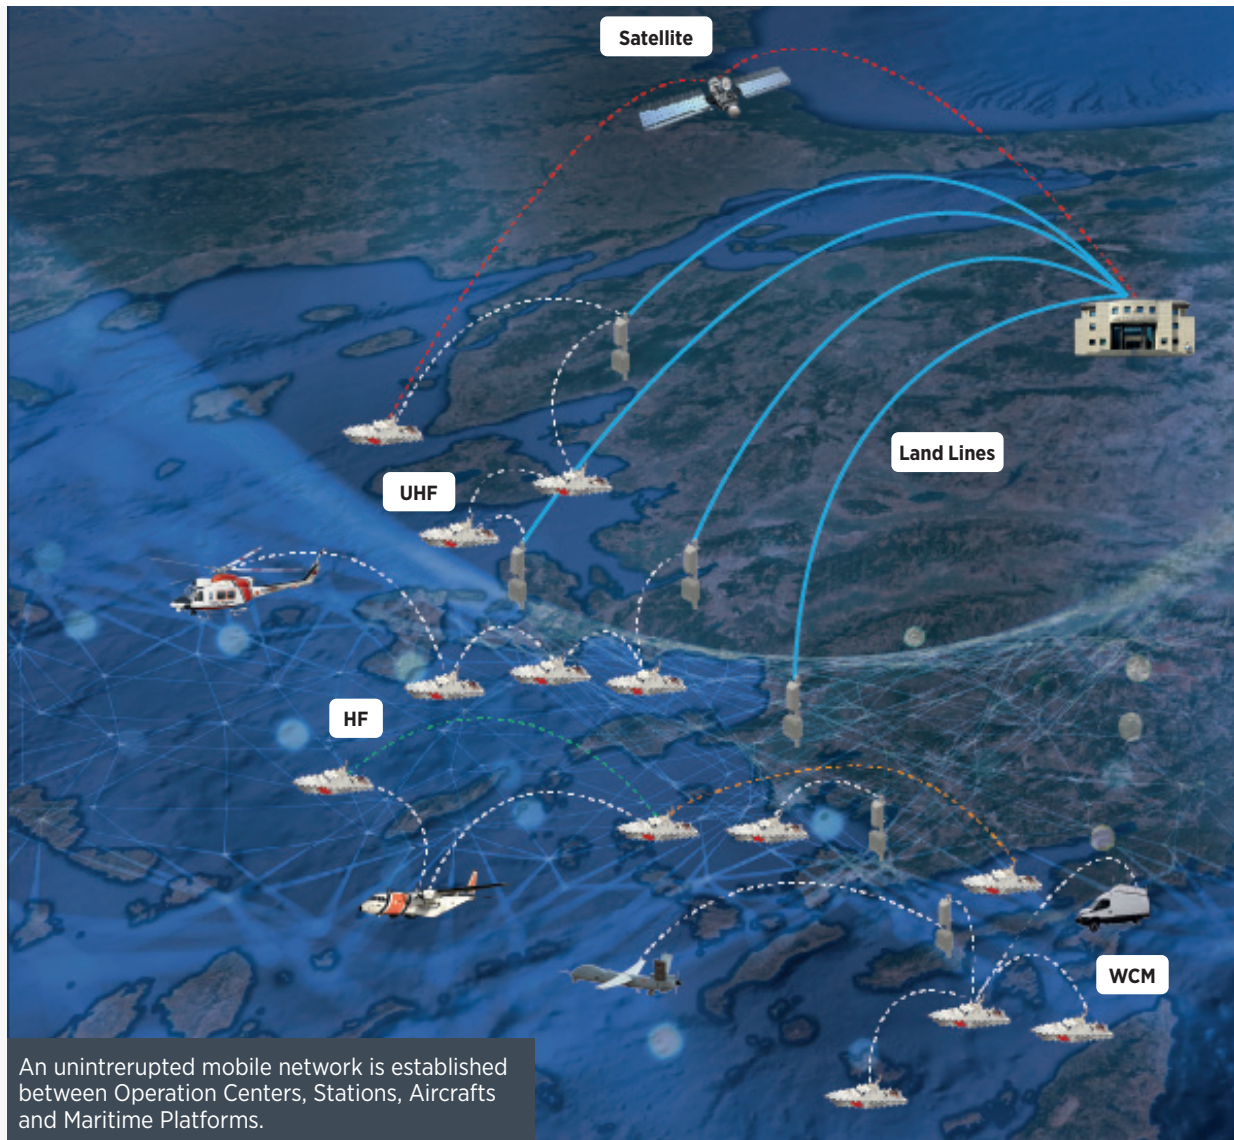 Satellite
Land Lines
UHF
HF
WCM
An unintrerupted mobile network is established
between Operation Centers, Stations, Aircrafts
and Maritime Platforms.